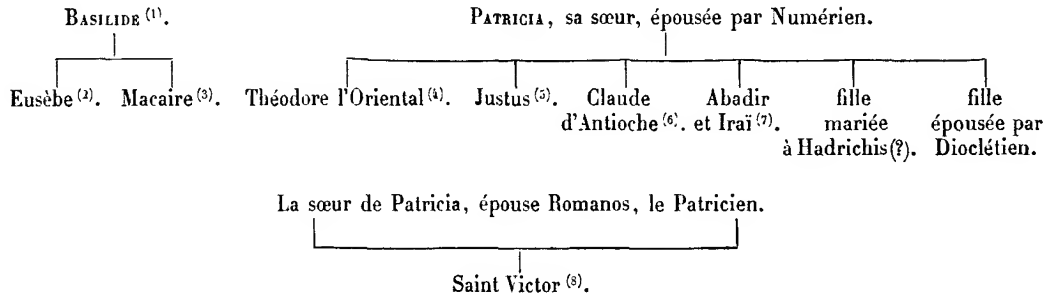 BASILIDE (1).
PATRICIA, sa sœur, épousée par Numérien.
Eusèbe (2). Macaire (3). Théodore l'Oriental (4). Justus (5). Claude Abadir fille fille
d'Antioche (6). et Iraï (7). mariée épousée par
à Hadrichis (?). Dioclétien.
La sœur de Patricia, épouse Romanos, le Patricien.
Saint Victor (8).